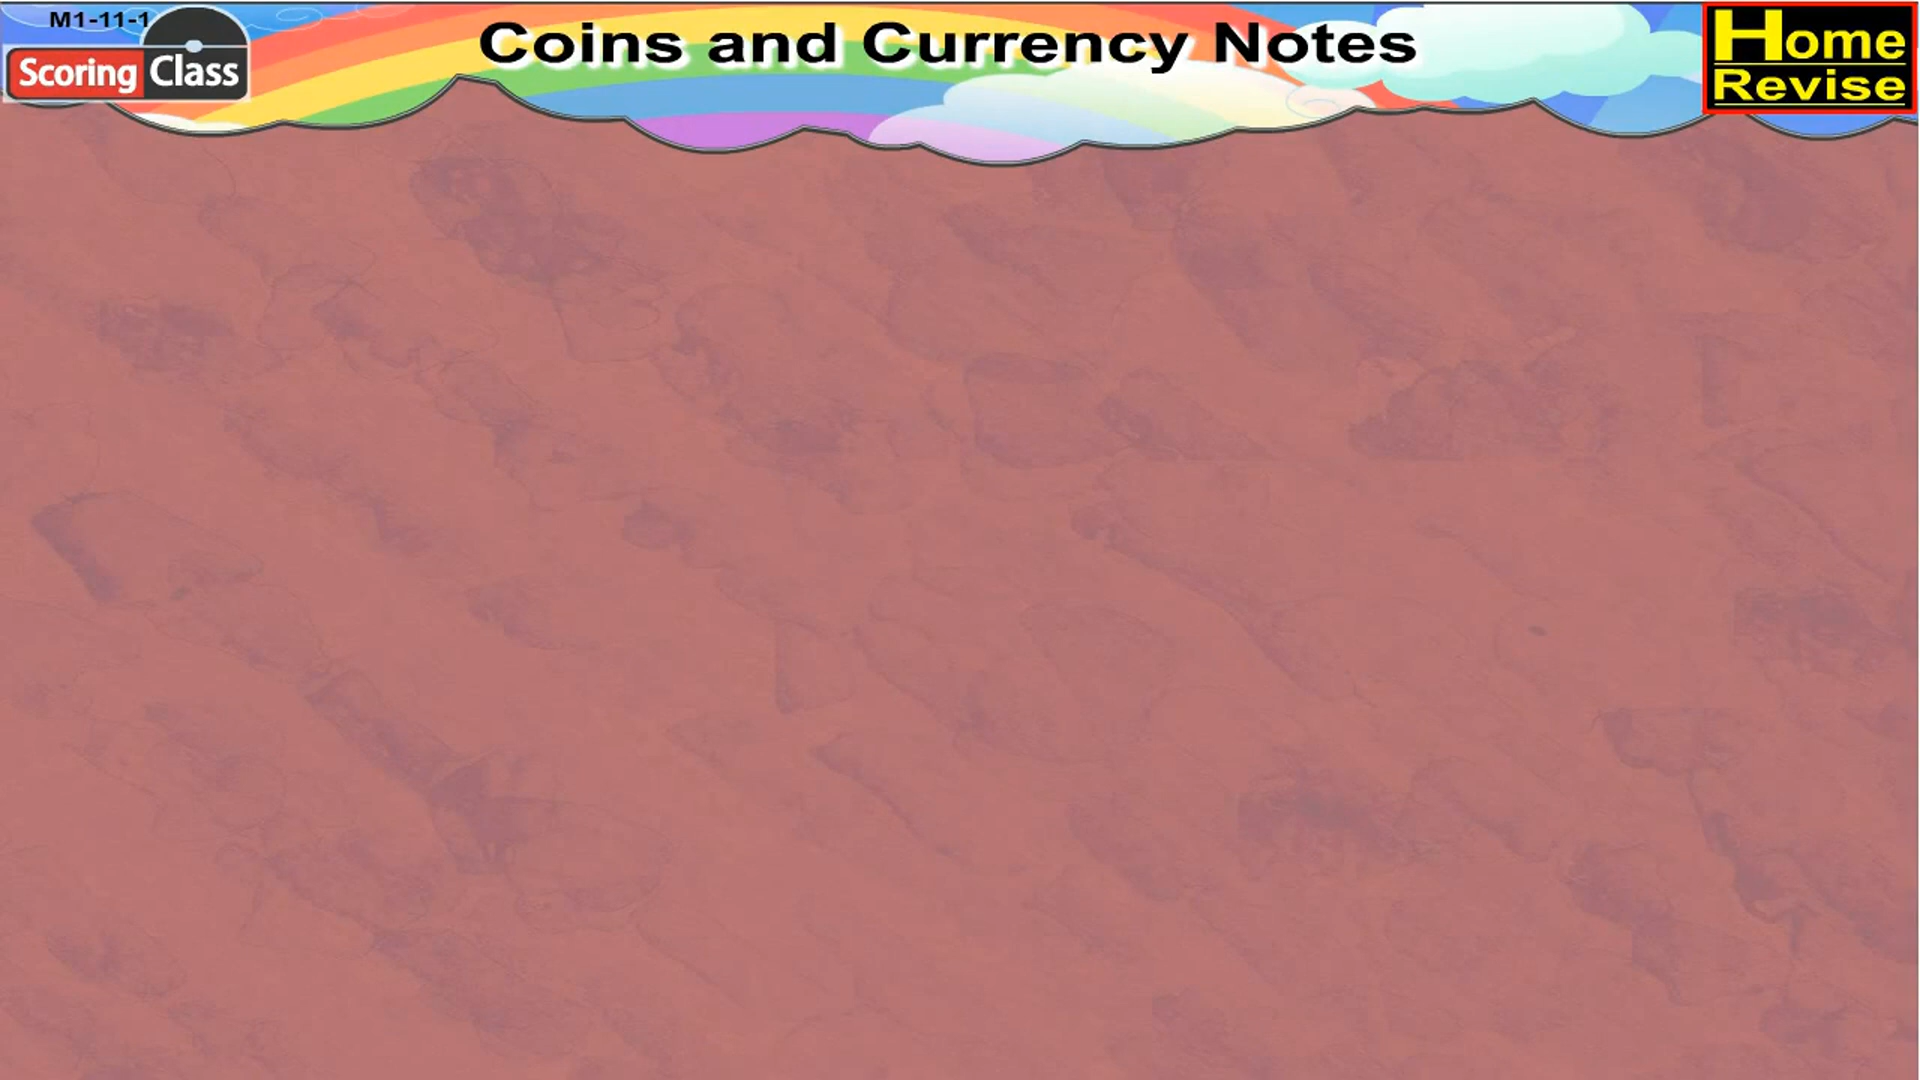 M1-11-1
Scoring Class
Coins and Currency Notes
Home
Revise